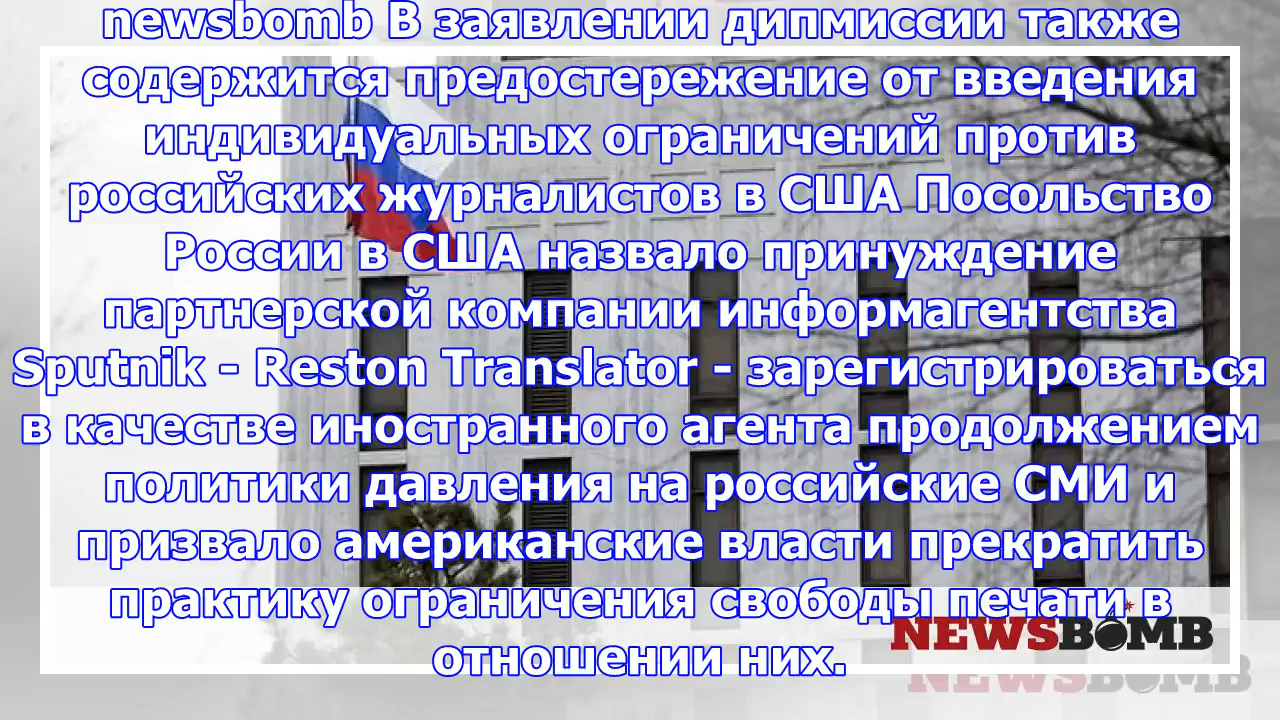 newsbomb В заявлении дипмиссии также
содержится предостережение от введения
индивидуальных ограничений против
российских журналистов в США Посольство
России в США назвало принуждение
партнерской компании информагентства
Sputnik - Reston Translator - зарегистрироваться
в качестве иностранного агента продолжением
политики давления на российские СМИ и
призвало американские власти прекратить
практику ограничения свободы печати в
отношении них.
NEWSBOMB
NEWSBOMB